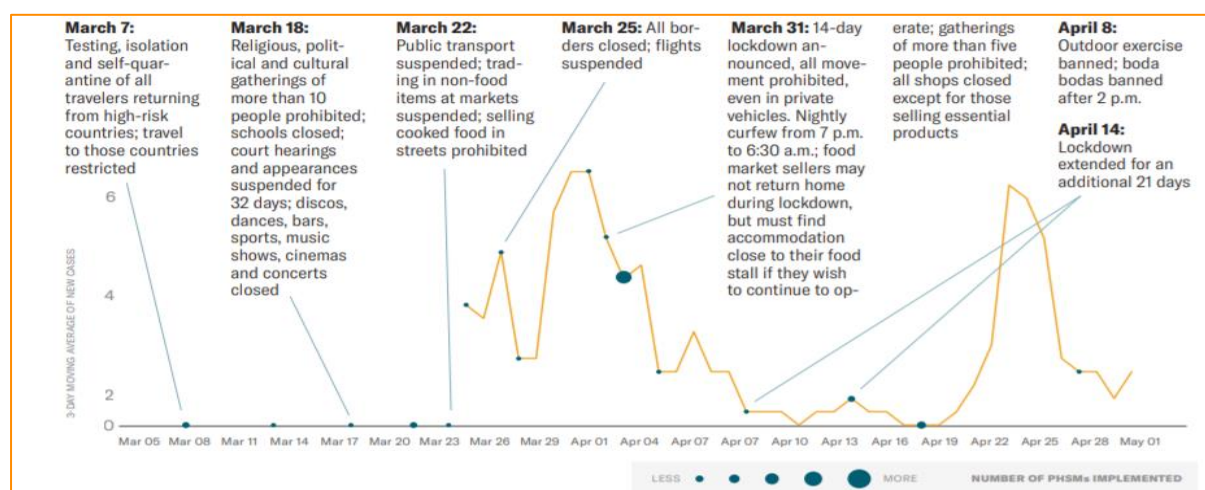 March 7:
Testing, isolation
and self-quar-
antine of all
travelers returning
from high-risk
countries; travel
to those countries
restricted
March 18:
Religious, polit-
ical and cultural
gatherings of
more than 10
people prohibited;
schools closed;
court hearings
and appearances
suspended for
32 days; discos,
dances, bars,
sports, music
shows, cinemas
and concerts
closed
March 22:
Public transport
suspended; trad-
ing in non-food
items at markets
suspended; selling
cooked food in
streets prohibited
March 25: All bor-
ders closed; flights
suspended
March 31: 14-day
lockdown an-
nounced, all move-
ment prohibited,
even in private
vehicles. Nightly
curfew from 7 p.m.
to 6:30 a.m.; food
market sellers may
not return home
during lockdown,
but must find
accommodation
close to their food
stall if they wish
to continue to op-
erate; gatherings
of more than five
people prohibited;
all shops closed
except for those
selling essential
products
April 8:
Outdoor exercise
banned; boda
bodas banned
after 2 p.m.
April 14:
Lockdown
extended for an
additional 21 days
3-DAY MOVING AVERAGE OF NEW CASES
6
4
2
0
Mar 05 Mar 08 Mar 11 Mar 14 Mar 17 Mar 20 Mar 23 Mar 26 Mar 29 Apr 01 Apr 04 Apr 07 Apr 07 Apr 10 Apr 13 Apr 16 Apr 19 Apr 22 Apr 25 Apr 28 May 01
LESS MORE NUMBER OF PHSMs IMPLEMENTED